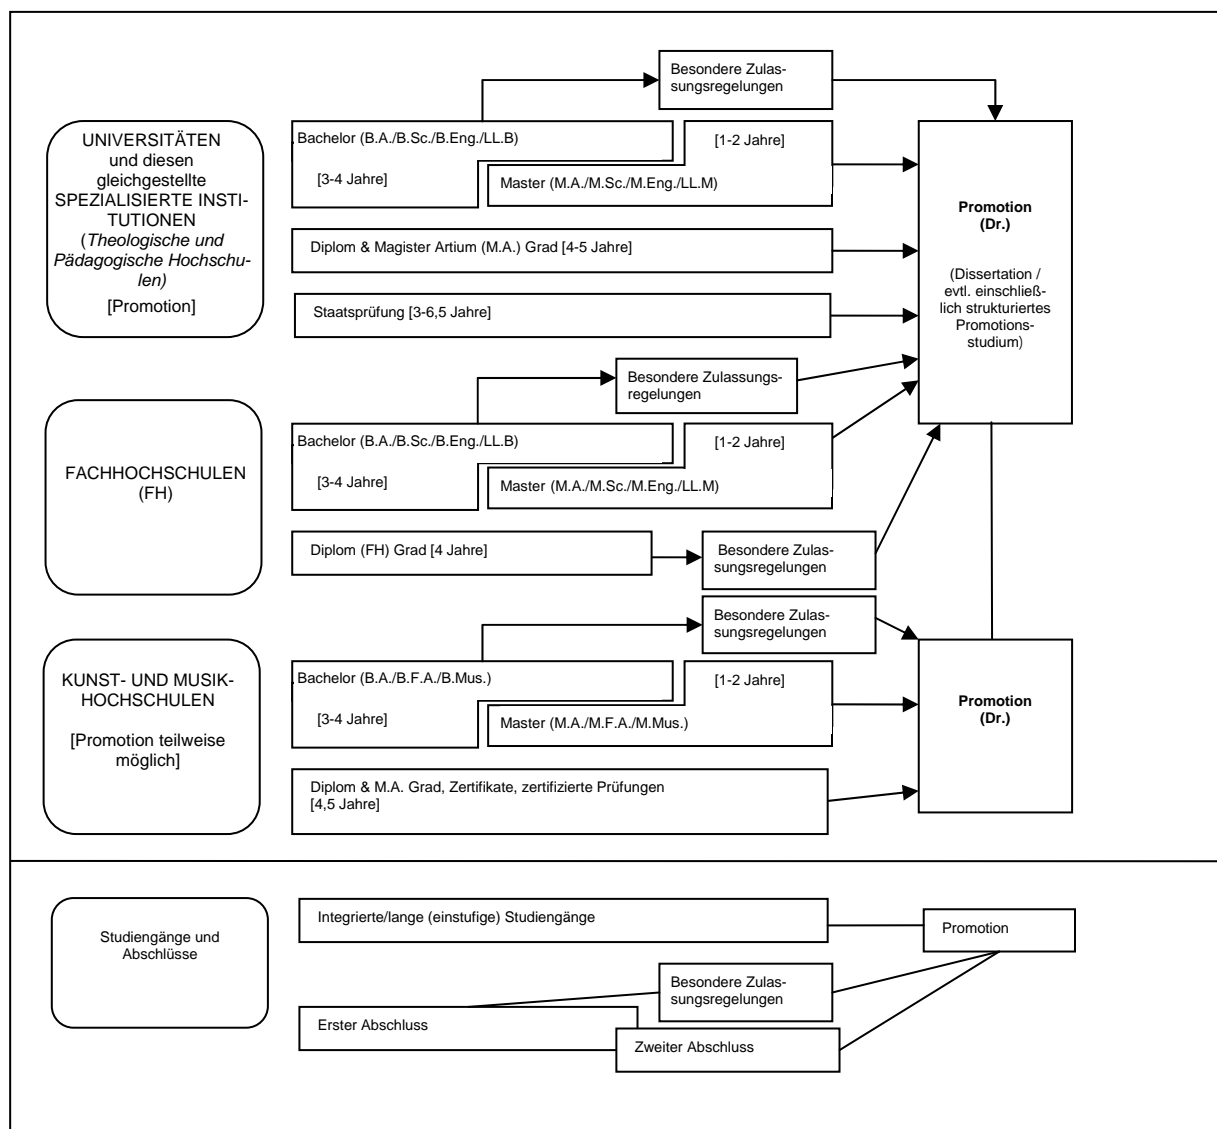 Besondere Zulas-
sungsregelungen
UNIVERSITÄTEN
und diesen
gleichgestellte
SPEZIALISIERTE INSTI-
TUTIONEN
(Theologische und
Pädagogische Hochschu-
len)
[Promotion]
Bachelor (B.A./B.Sc./B.Eng./LL.B)
[3-4 Jahre]
[1-2 Jahre]
Master (M.A./M.Sc./M.Eng./LL.M)
Diplom & Magister Artium (M.A.) Grad [4-5 Jahre]
Staatsprüfung [3-6,5 Jahre]
Promotion
(Dr.)
(Dissertation /
evtl. einschließ-
lich strukturiertes
Promotions-
studium)
Besondere Zulassungs-
regelungen
FACHHOCHSCHULEN
(FH)
Bachelor (B.A./B.Sc./B.Eng./LL.B)
[3-4 Jahre]
[1-2 Jahre]
Master (M.A./M.Sc./M.Eng./LL.M)
Diplom (FH) Grad [4 Jahre]
Besondere Zulas-
sungsregelungen
Besondere Zulas-
sungsregelungen
KUNST- UND MUSIK-
HOCHSCHULEN
[Promotion teilweise
möglich]
Bachelor (B.A./B.F.A./B.Mus.)
[3-4 Jahre]
[1-2 Jahre]
Master (M.A./M.F.A./M.Mus.)
Diplom & M.A. Grad, Zertifikate, zertifizierte Prüfungen
[4,5 Jahre]
Promotion
(Dr.)
Studiengänge und
Abschlüsse
Integrierte/lange (einstufige) Studiengänge
Promotion
Besondere Zulas-
sungsregelungen
Erster Abschluss
Zweiter Abschluss